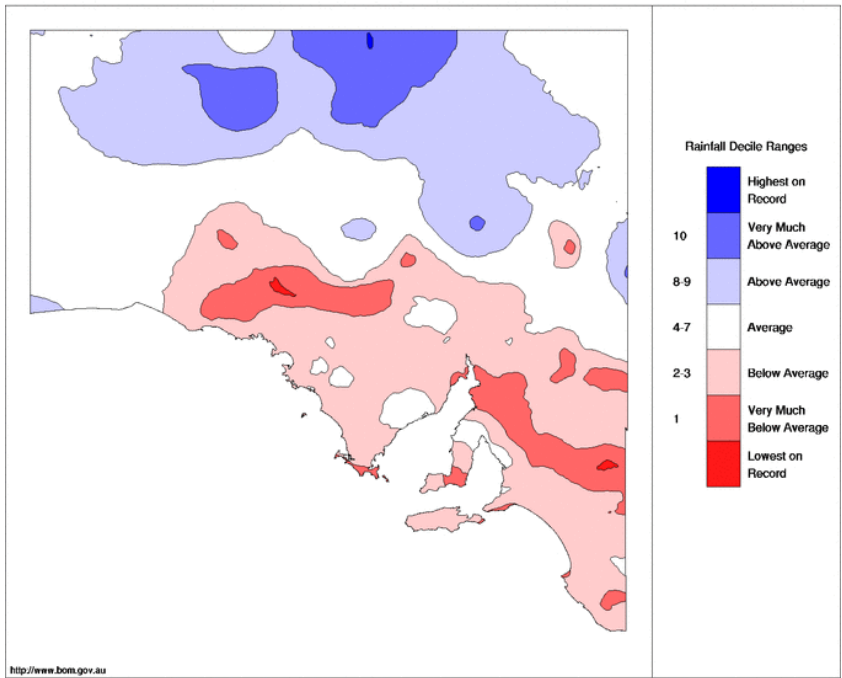 Rainfall Decile Ranges
Highest on
Record
10
Very Much
Above Average
8-9
Above Average
4-7
Average
2-3
Below Average
1
Very Much
Below Average
Lowest on
Record
http://www.bom.gov.au